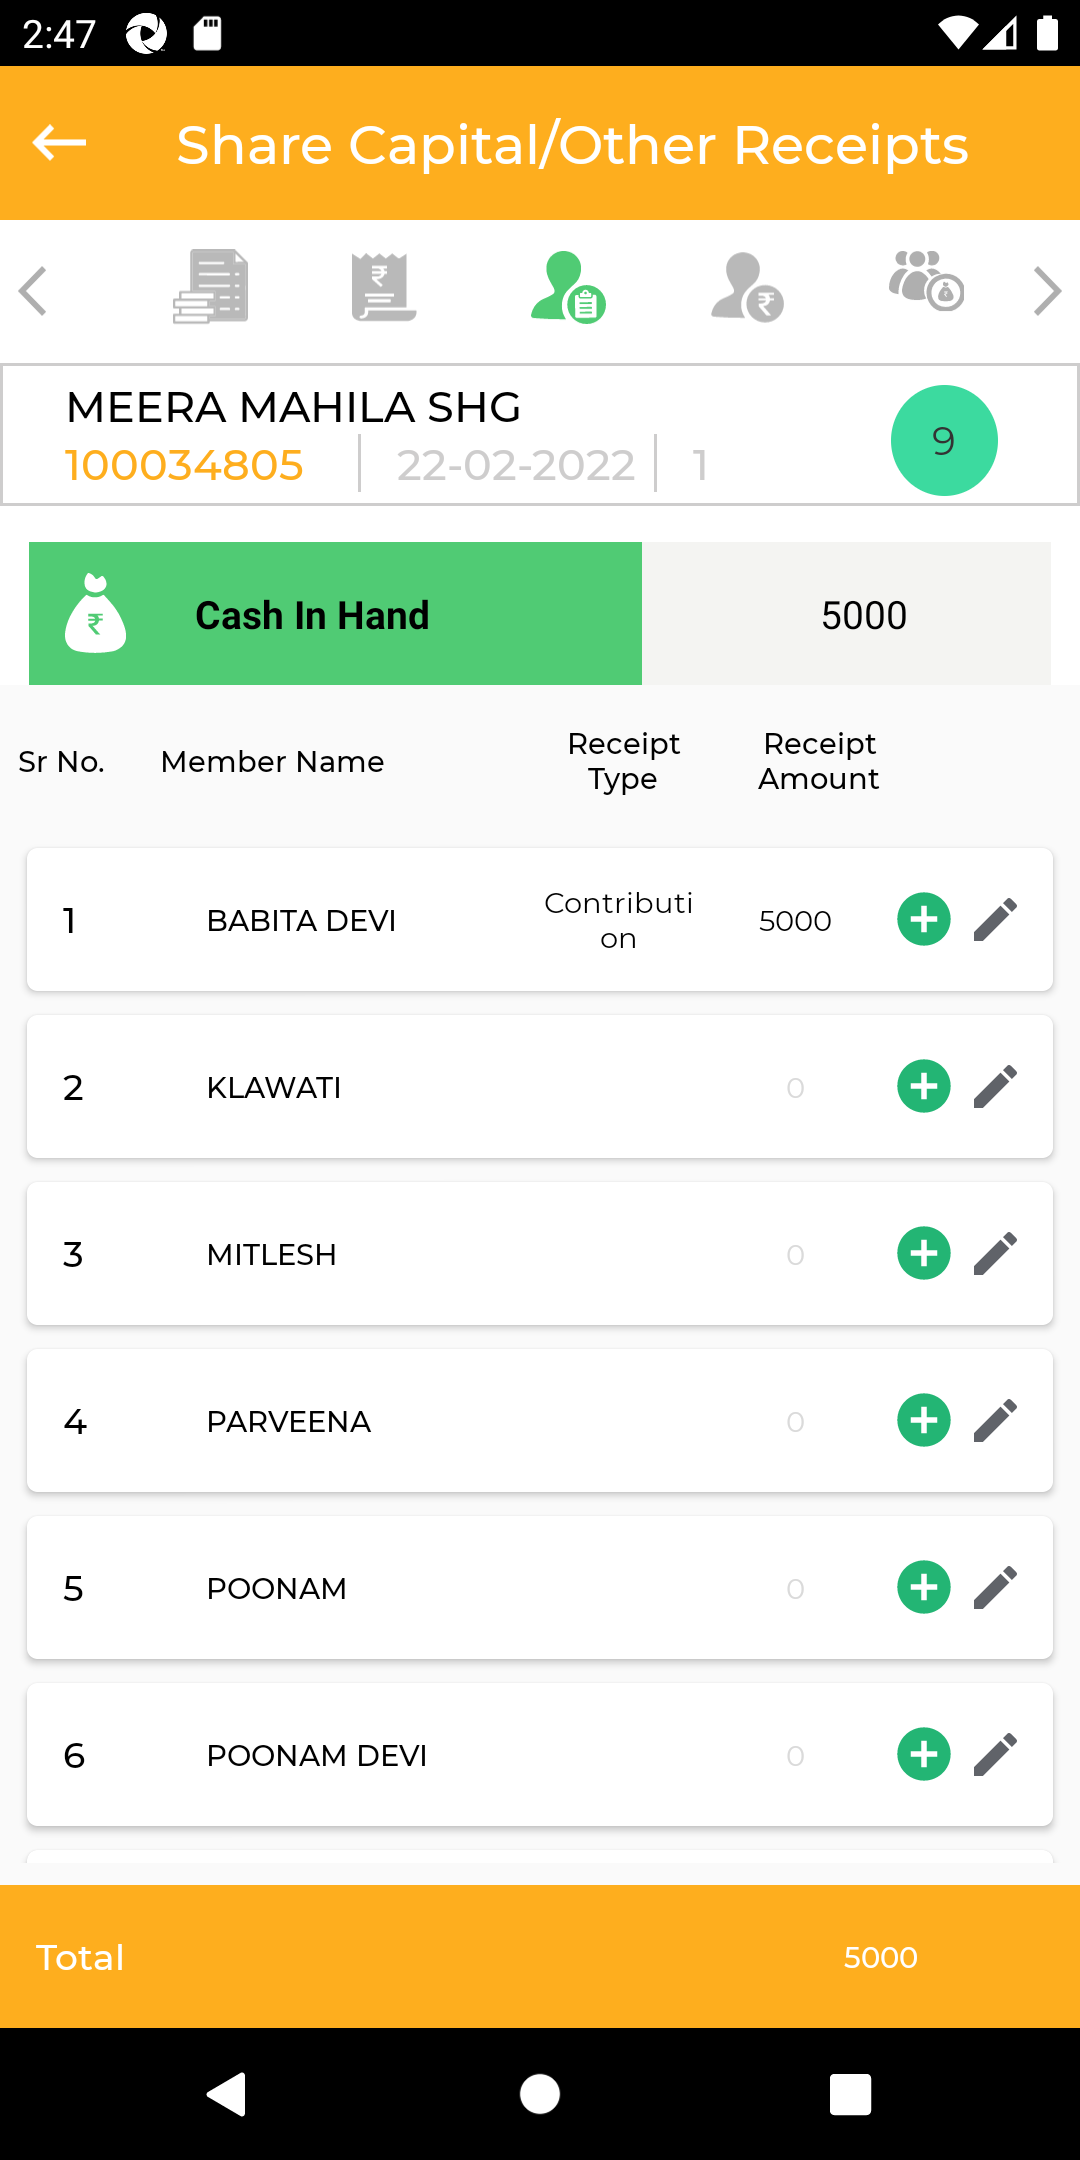 2:47
Share Capital/Other Receipts
MEERA MAHILA SHG
100034805 22-02-2022 1
9
Cash In Hand 5000
Sr No. Member Name Receipt Type Receipt Amount
1 BABITA DEVI Contributi
on 5000
2 KLAWATI 0
3 MITLESH 0
4 PARVEENA 0
5 POONAM 0
6 POONAM DEVI 0
Total 5000